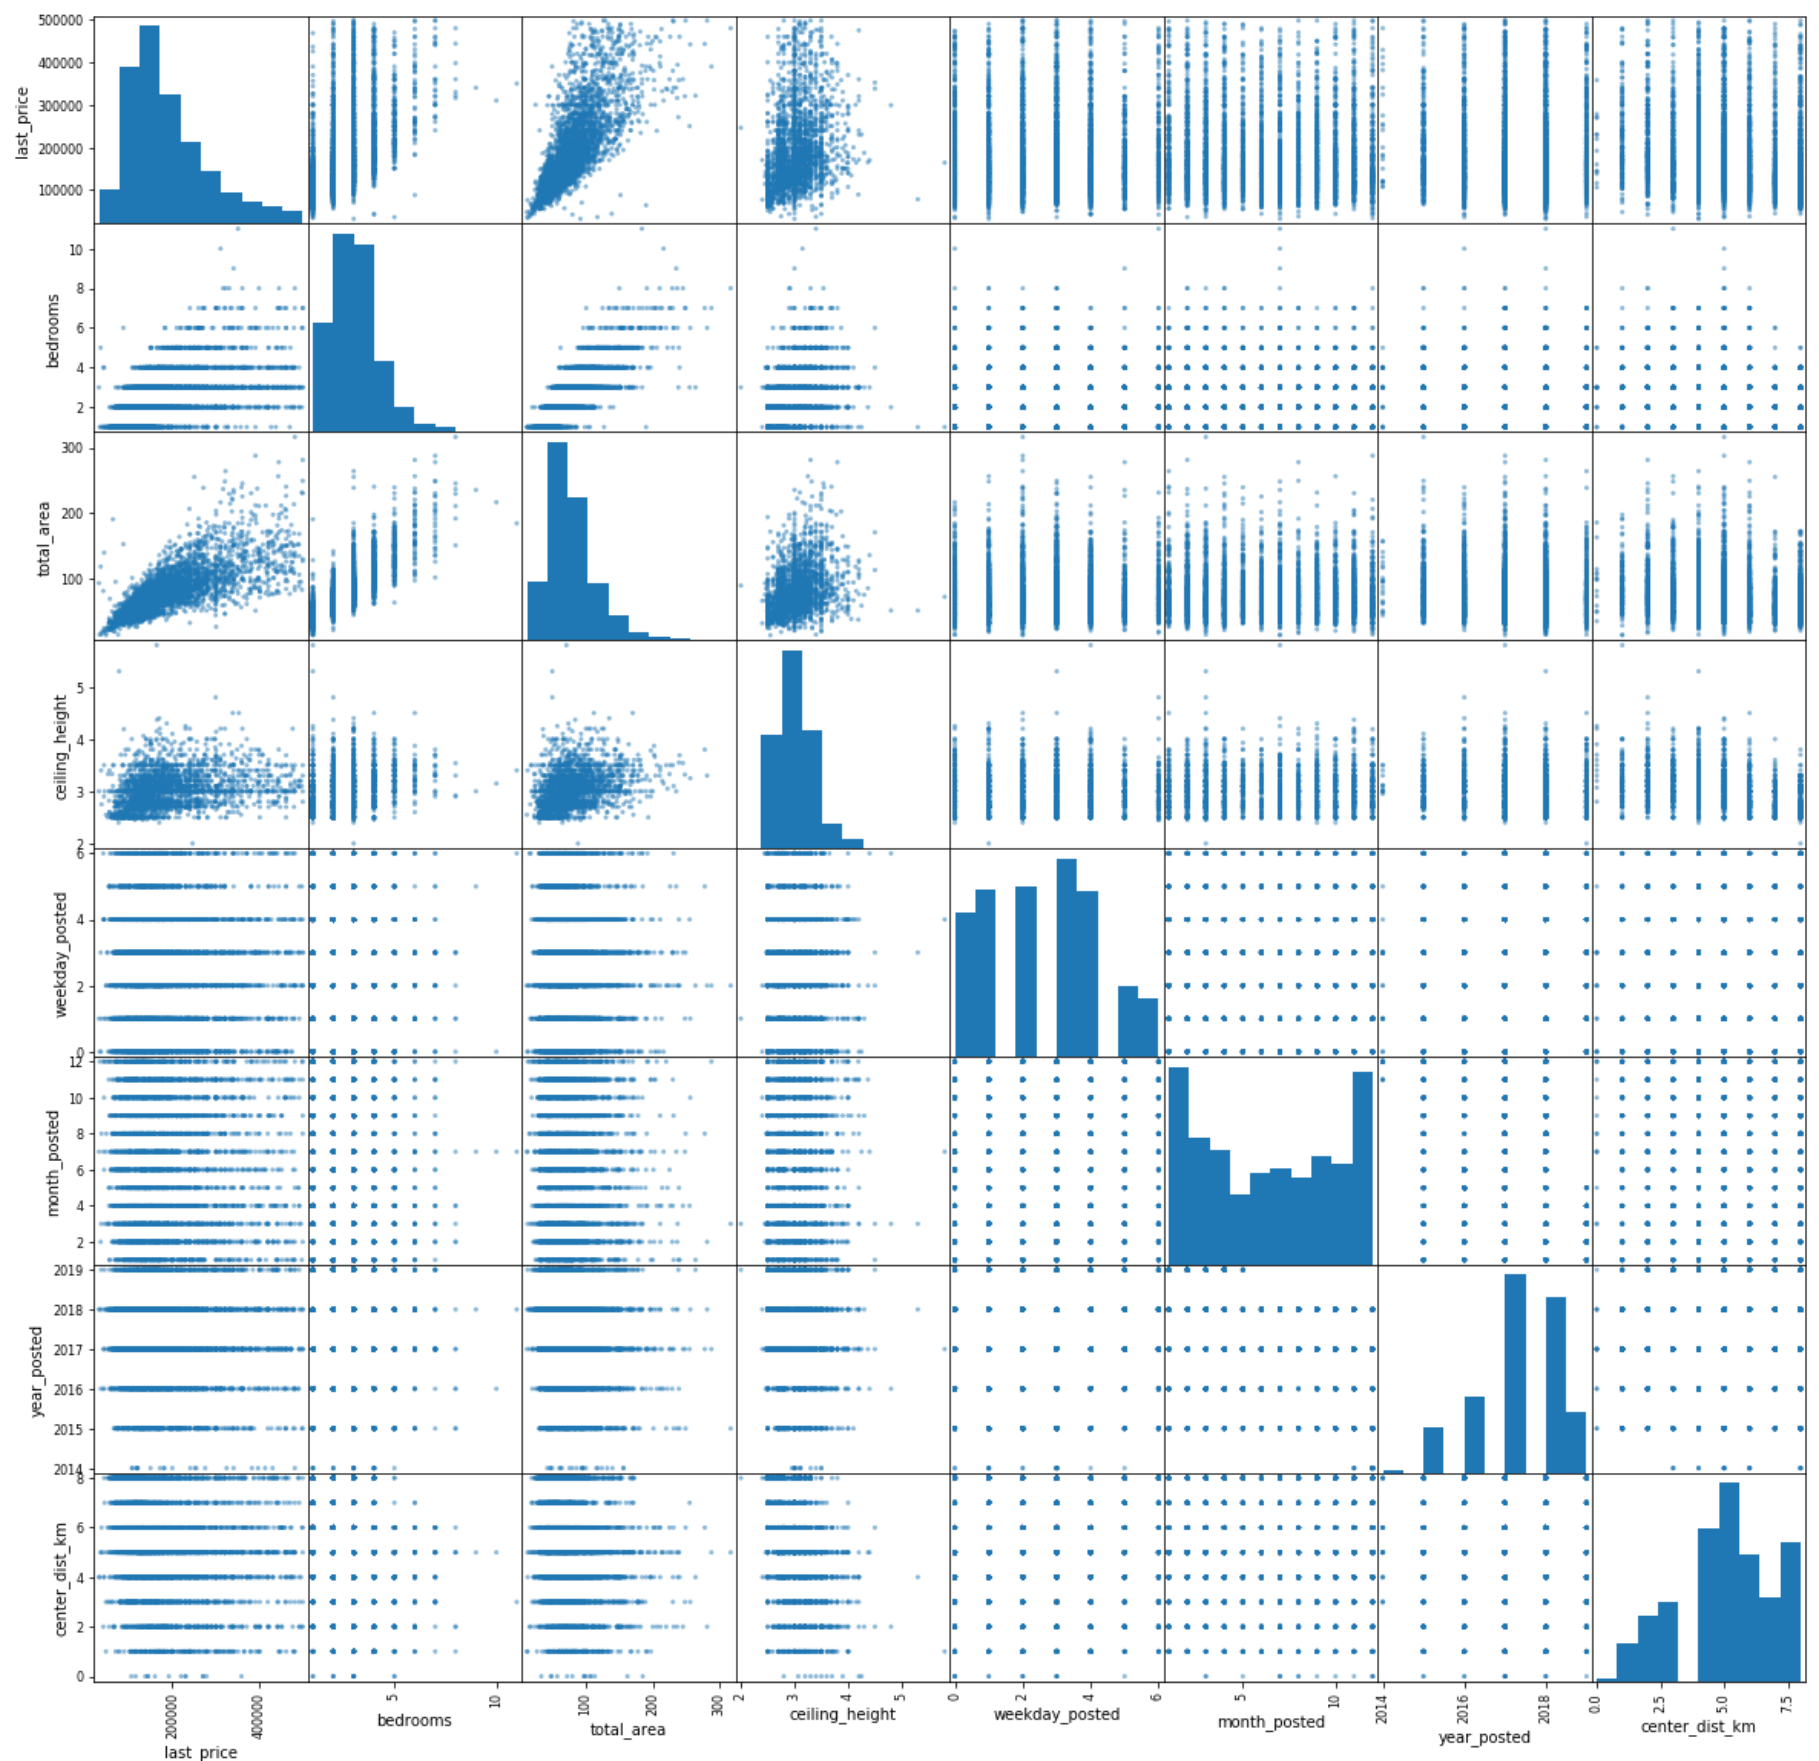 500000
400000
300000
200000
100000
last_price
10
8
6
4
2
bedrooms
300
200
100
total_area
5
4
3
2
ceiling_height
6
4
2
0
weekday_posted
12
10
8
6
4
2
month_posted
2019
2018
2017
2016
2015
2014
year_posted
8
6
4
2
0
center_dist_km
200000 400000
last_price
5 10
bedrooms
100 200 300
total_area
2 3 4 5
ceiling_height
0 2 4 6
weekday_posted
5 10
month_posted
2014 2016 2018
year_posted
0.0 2.5 5.0 7.5
center_dist_km